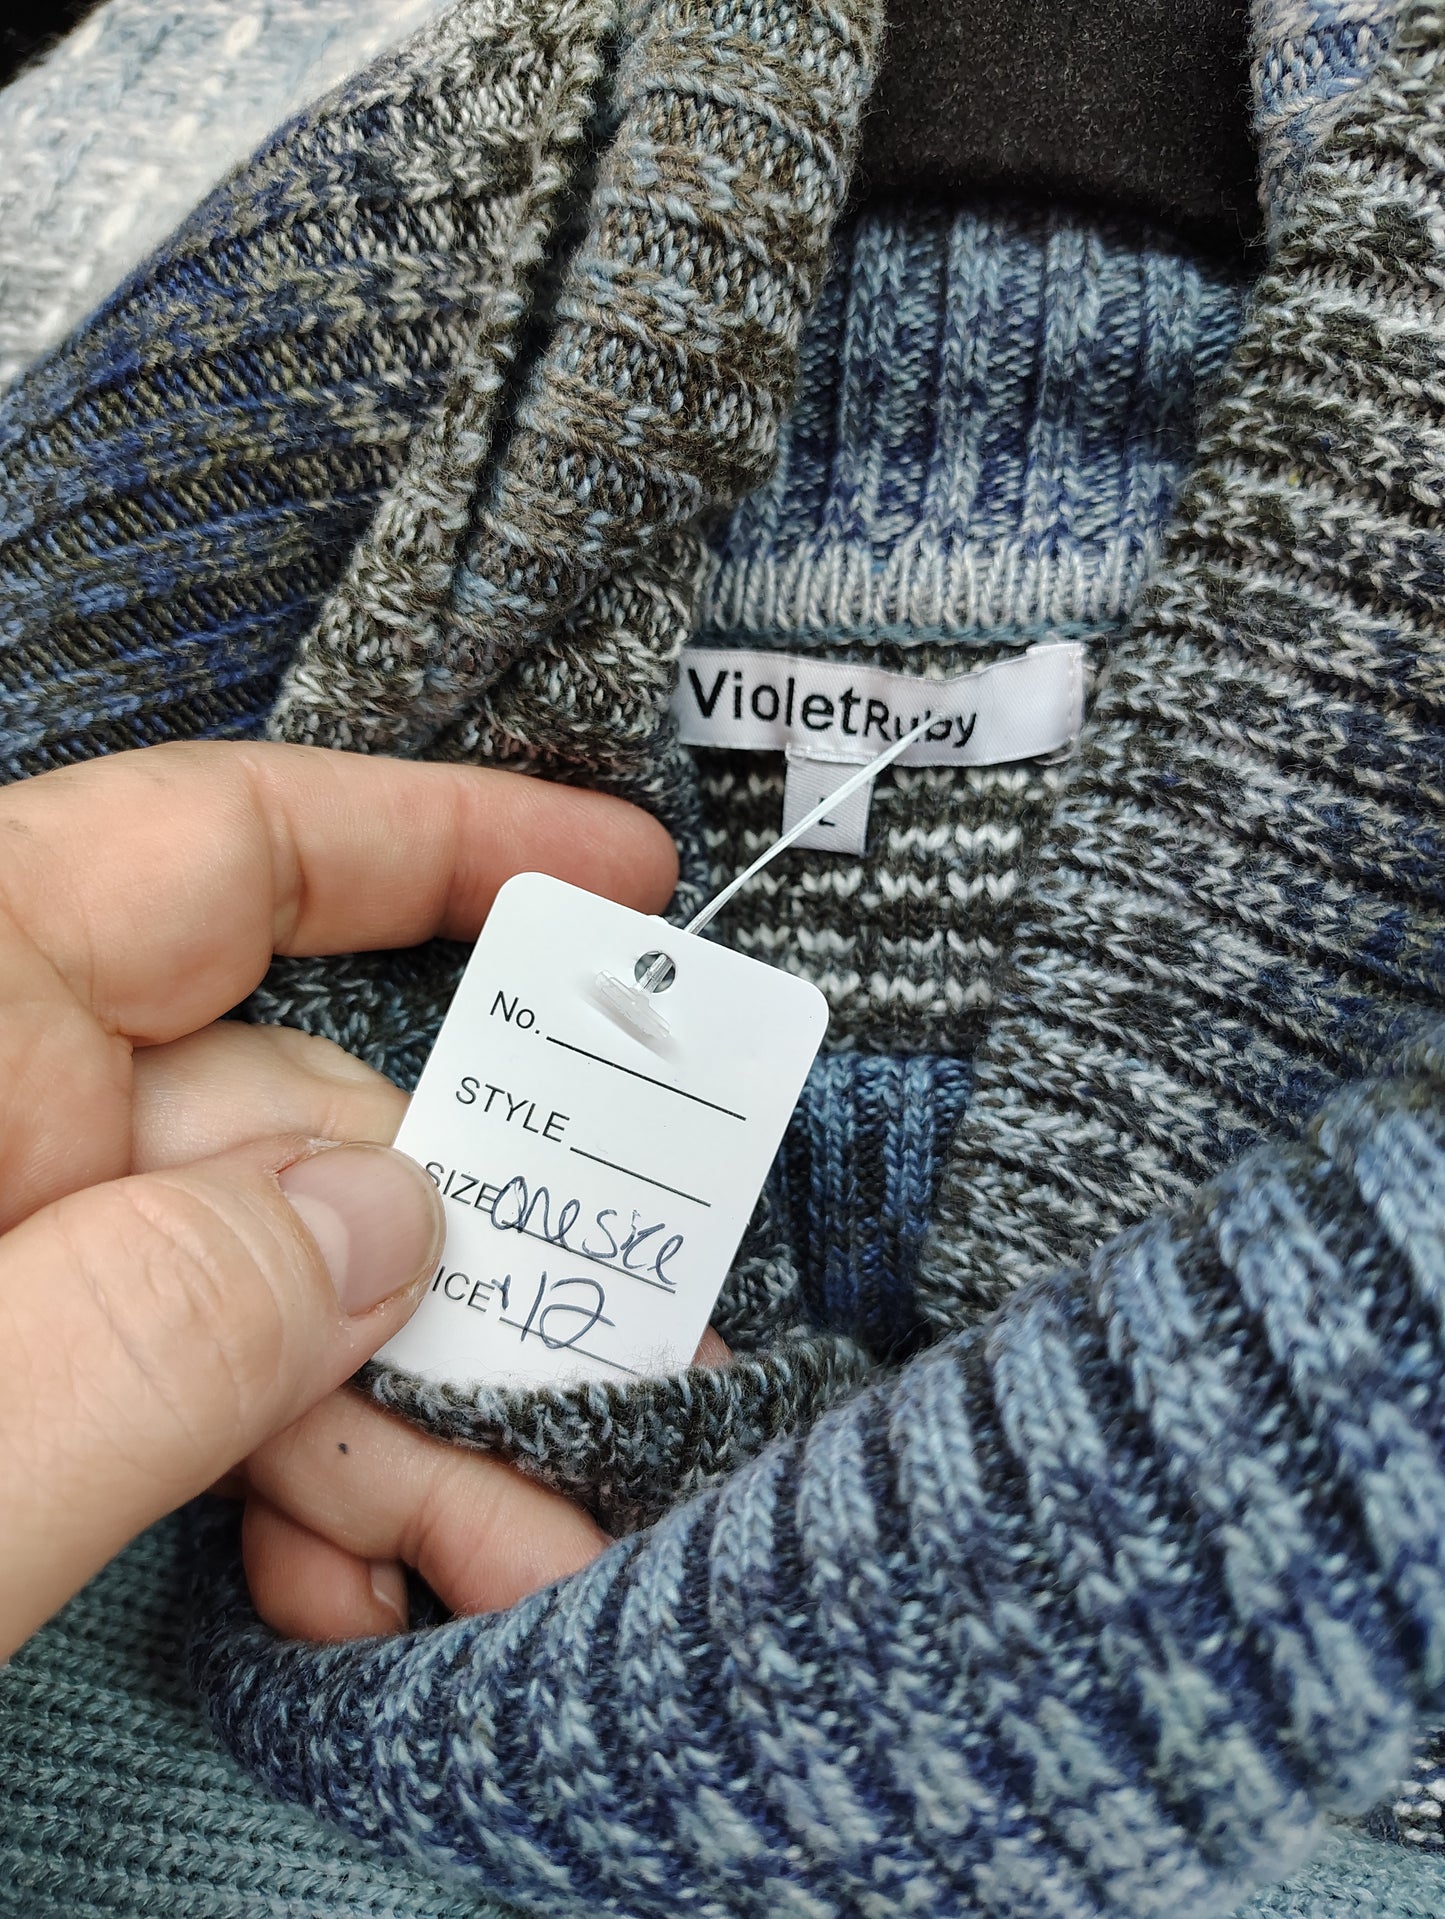 VioletRuby
L
No.
STYLE
SIZE one size
ICE $12